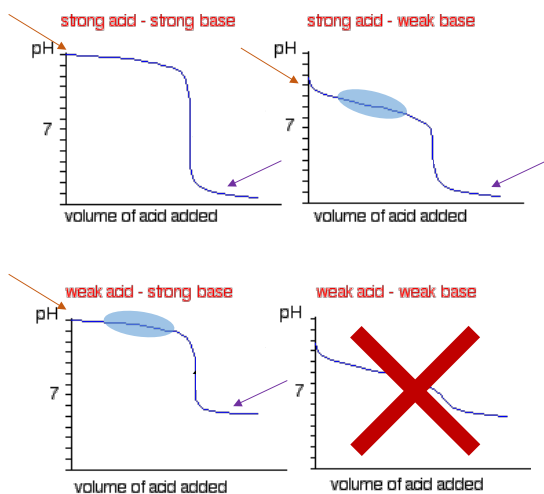 strong acid - strong base
pH
7
volume of acid added
strong acid - weak base
pH
7
volume of acid added
weak acid - strong base
pH
7
volume of acid added
weak acid - weak base
pH
7
volume of acid added